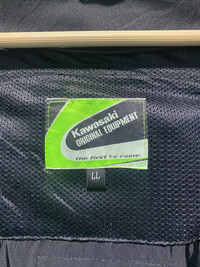 Kawasaki
ORIGINAL EQUIPMENT
the first to come
LL